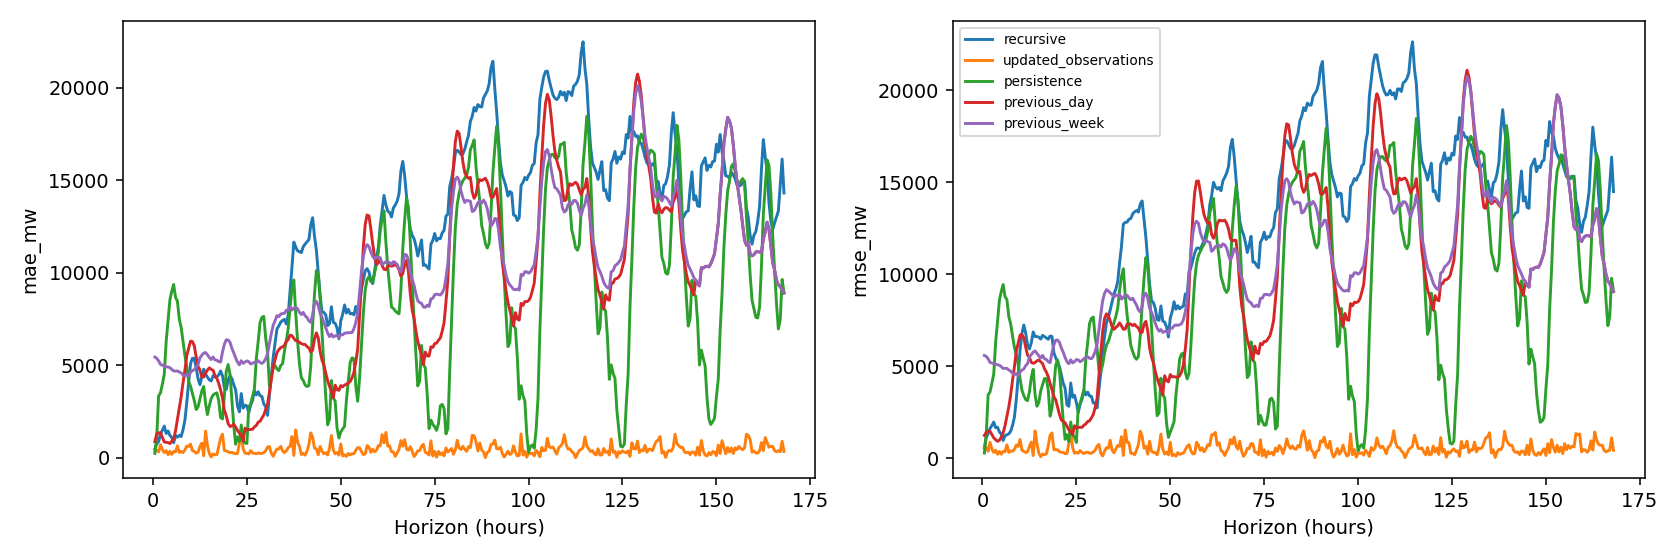 mae_mw
20000
15000
10000
5000
0
0
25
50
75
100
125
150
175
Horizon (hours)
rmse_mw
20000
15000
10000
5000
0
0
25
50
75
100
125
150
175
Horizon (hours)
recursive
updated_observations
persistence
previous_day
previous_week